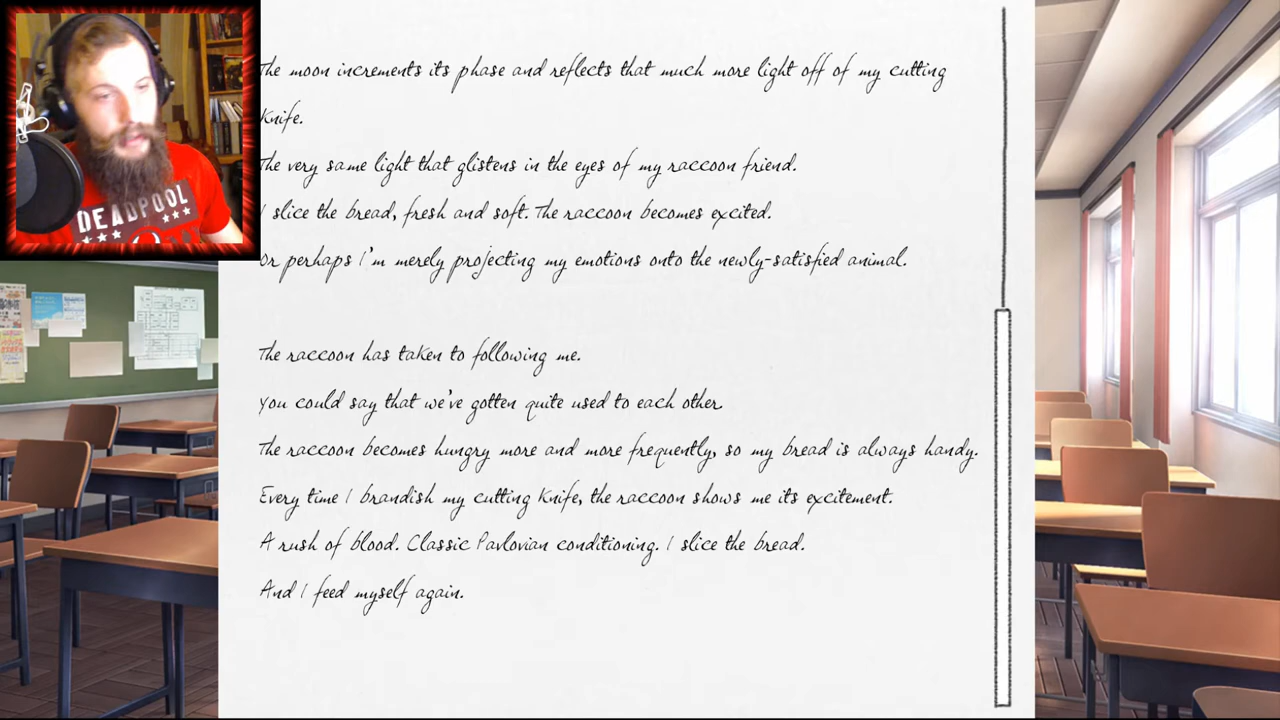 The moon increments its phase and reflects that much more light off of my cutting
knife.
The very same light that glistens in the eyes of my raccoon friend.
I slice the bread, fresh and soft. The raccoon becomes excited.
Or perhaps I'm merely projecting my emotions onto the newly-satisfied animal.
The raccoon has taken to following me.
You could say that we've gotten quite used to each other.
The raccoon becomes hungry more and more frequently, so my bread is always handy.
Every time I brandish my cutting knife, the raccoon shows me its excitement.
A rush of blood. Classic Pavlovian conditioning. I slice the bread.
And I feed myself again.
DEADPOOL